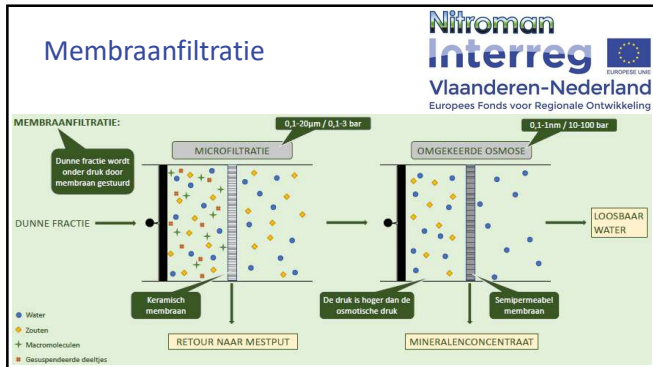 Membraanfiltratie
Nitroman
Interreg
EUROPESE UNIE
Vlaanderen-Nederland
Europees Fonds voor Regionale Ontwikkeling
MEMBRAANFILTRATIE:
0,1-20µm / 0,1-3 bar
0,1-1nm / 10-100 bar
MICROFILTRATIE
OMGEKEERDE OSMOSE
Dunne fractie wordt
onder druk door
membraan gestuurd
DUNNE FRACTIE
LOOSBAAR
WATER
Keramisch
membraan
De druk is hoger dan de
osmotische druk
Semipermeabel
membraan
Water
Zouten
Macromoleculen
Gesuspendeerde deeltjes
RETOUR NAAR MESTPUT
MINERALENCONCENTRAAT